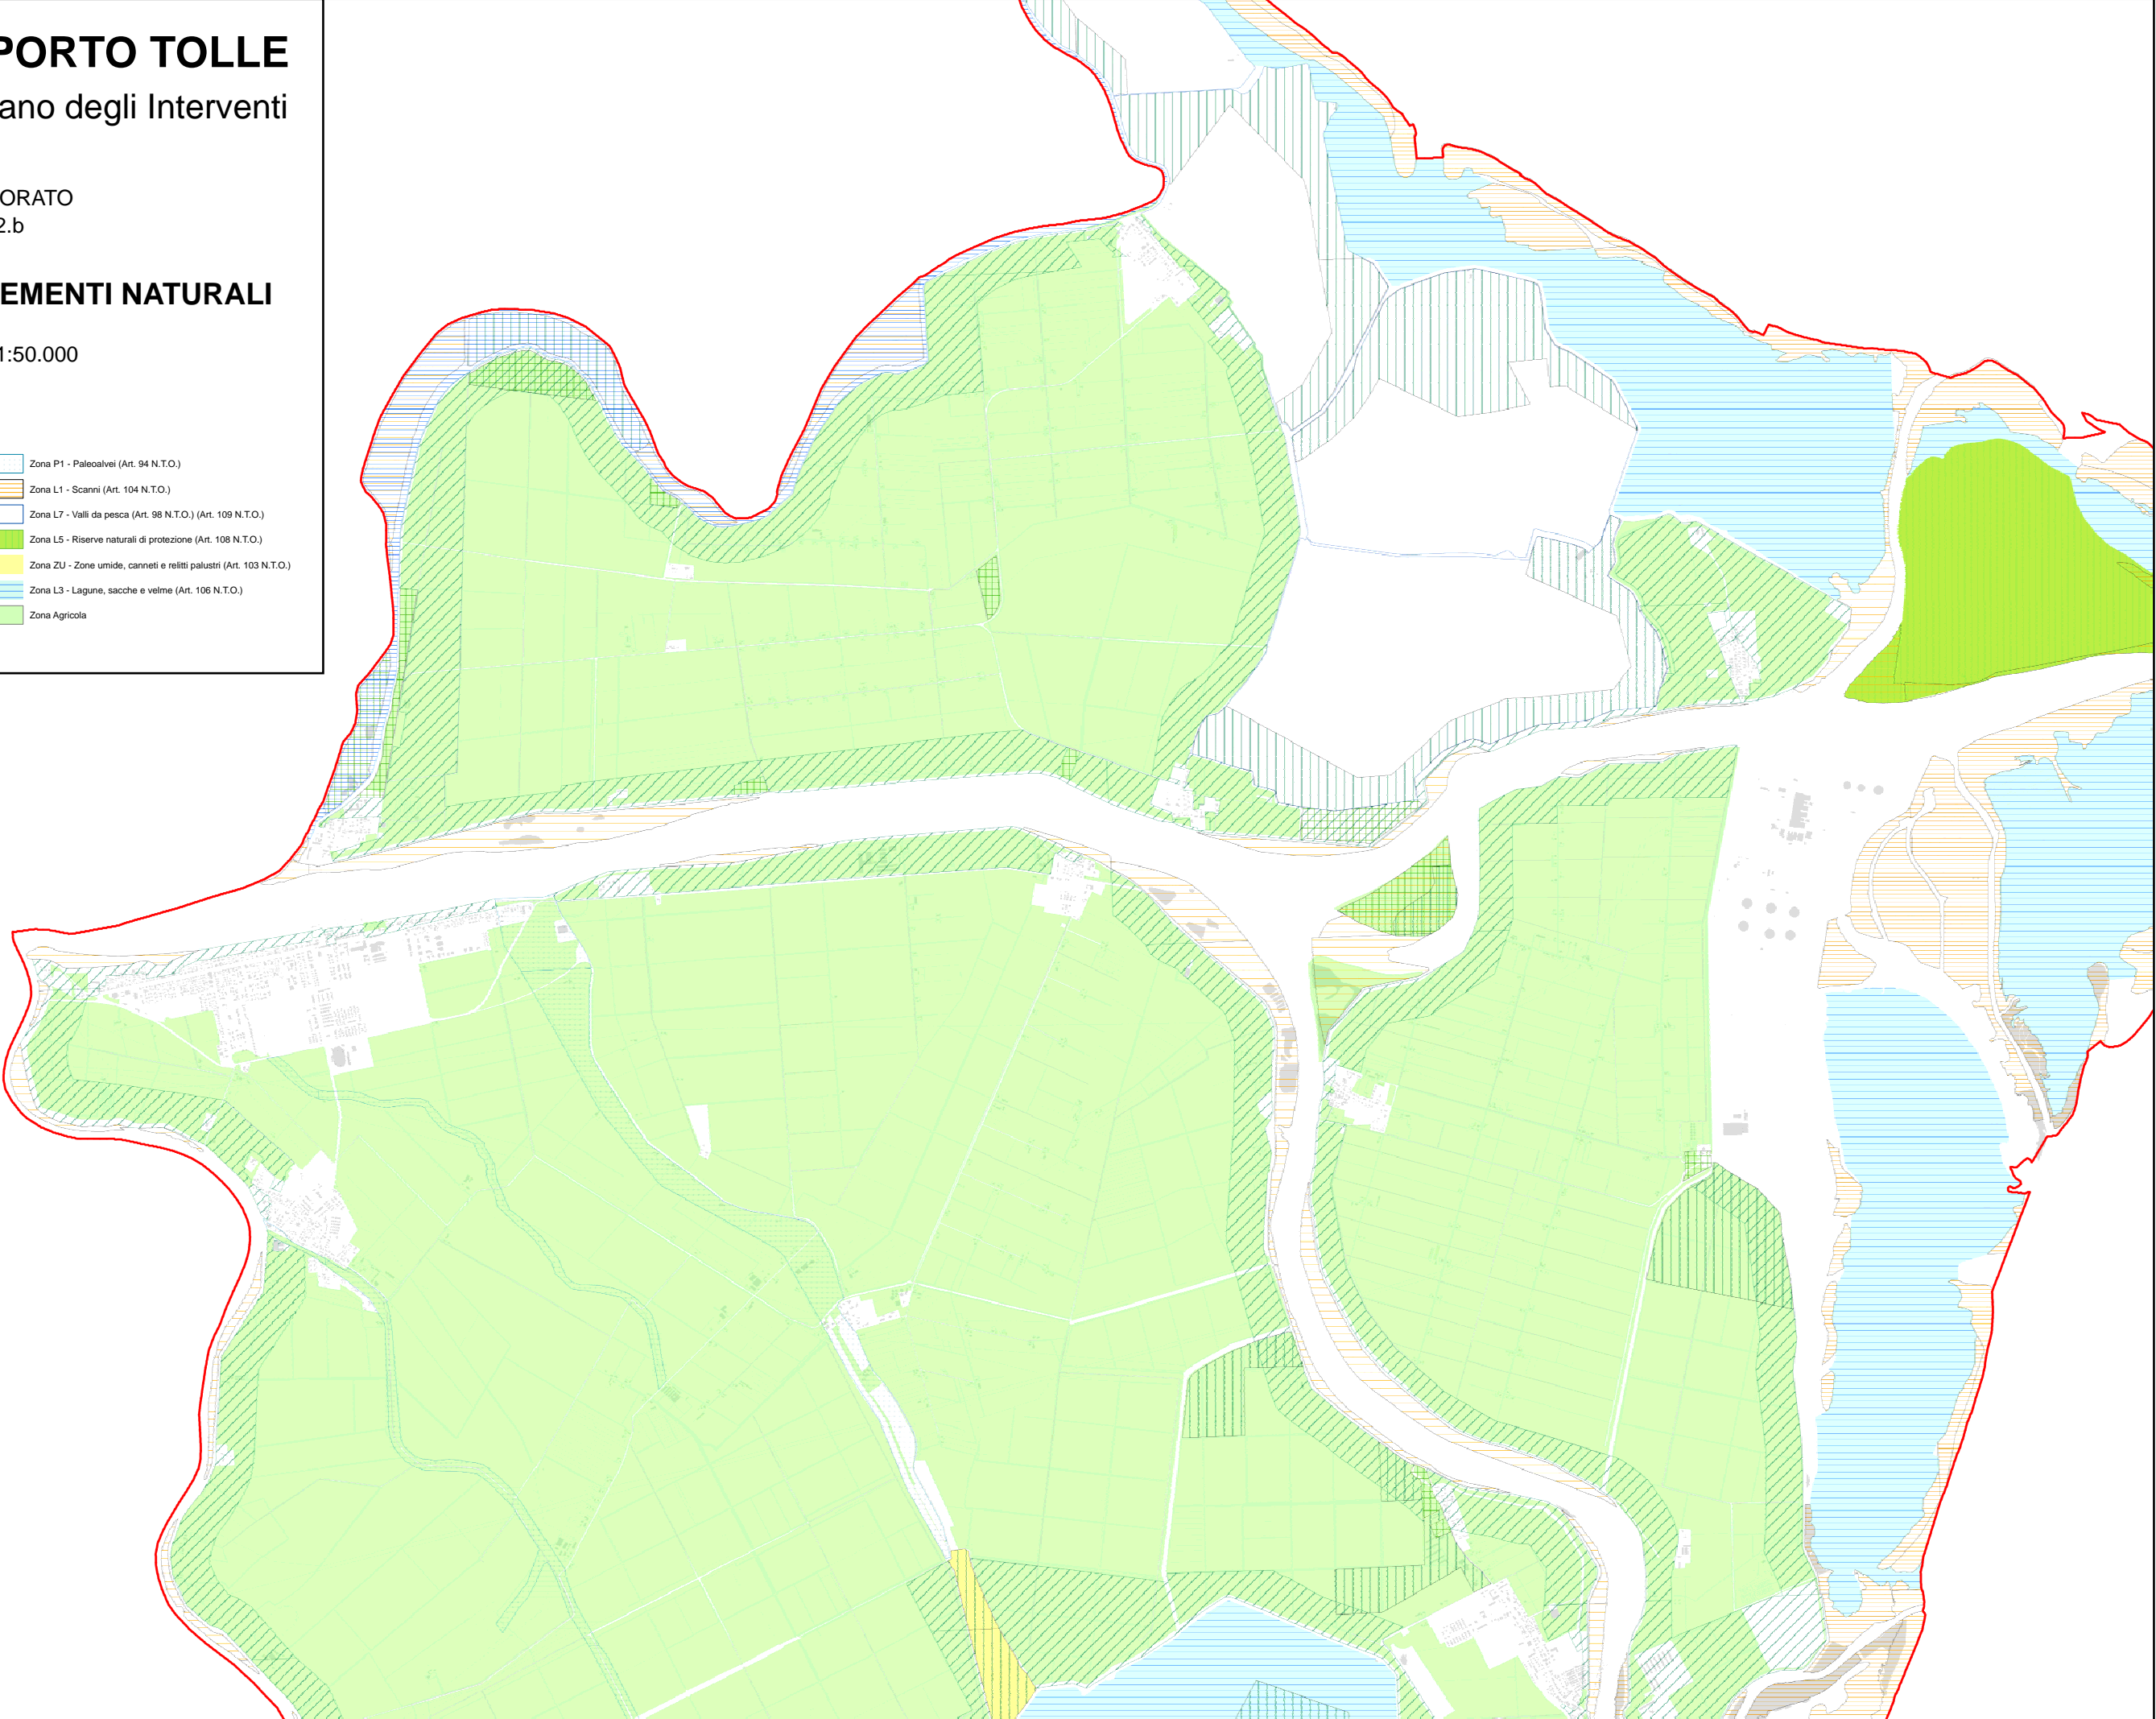 PORTO TOLLE
ano degli Interventi
ORATO
2.b
EMENTI NATURALI
1:50.000
Zona P1 - Paleoalvei (Art. 94 N.T.O.)
Zona L1 - Scanni (Art. 104 N.T.O.)
Zona L7 - Valli da pesca (Art. 98 N.T.O.) (Art. 109 N.T.O.)
Zona L5 - Riserve naturali di protezione (Art. 108 N.T.O.)
Zona ZU - Zone umide, canneti e relitti palustri (Art. 103 N.T.O.)
Zona L3 - Lagune, sacche e velme (Art. 106 N.T.O.)
Zona Agricola